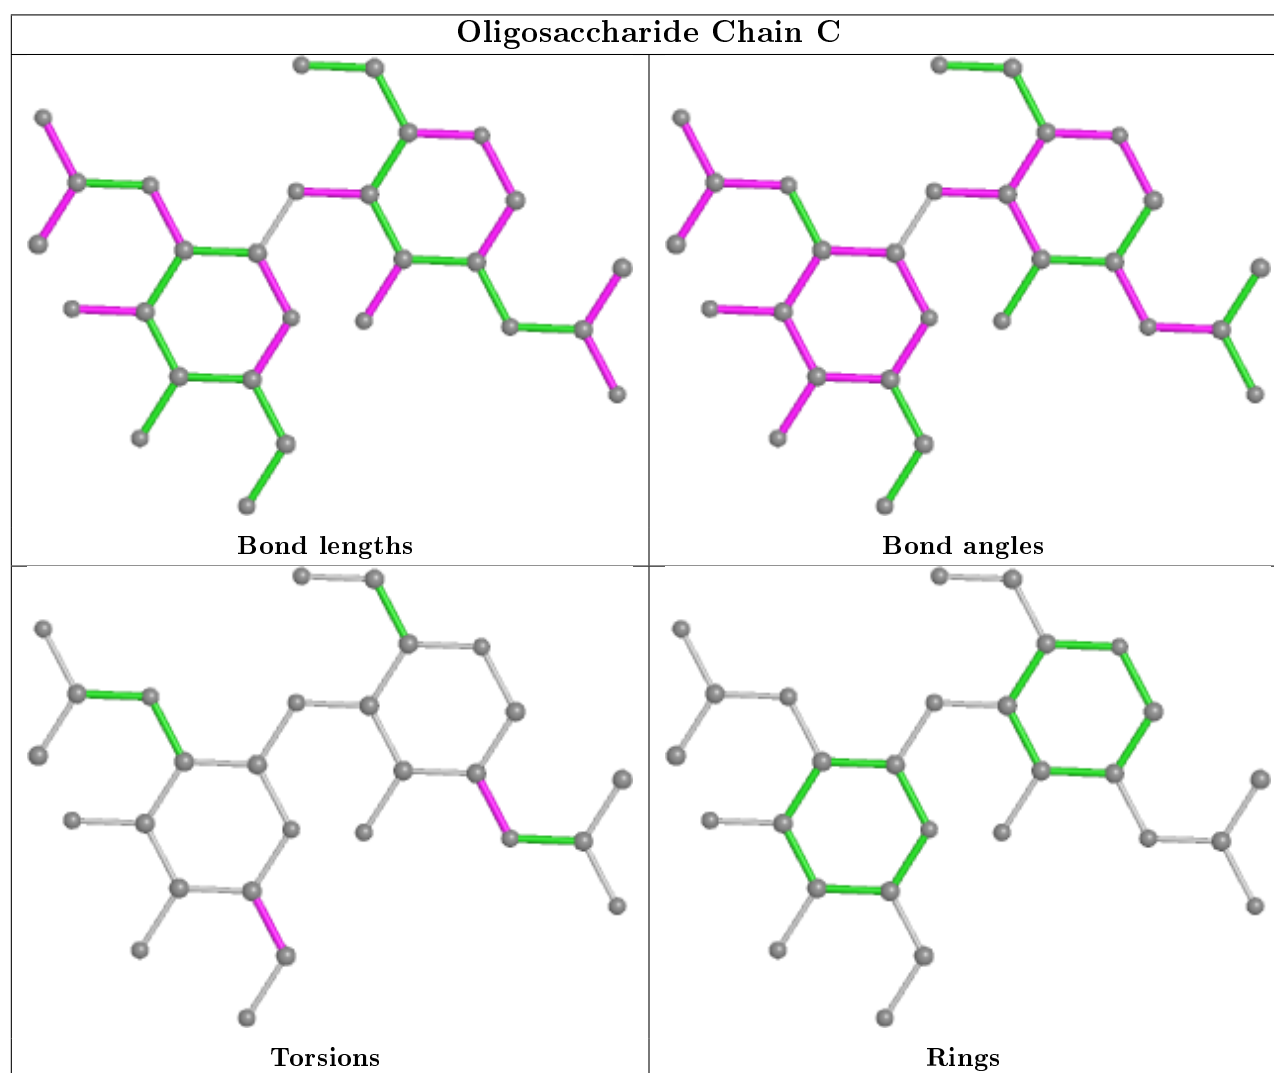 Oligosaccharide Chain C
Bond lengths
Bond angles
Torsions
Rings